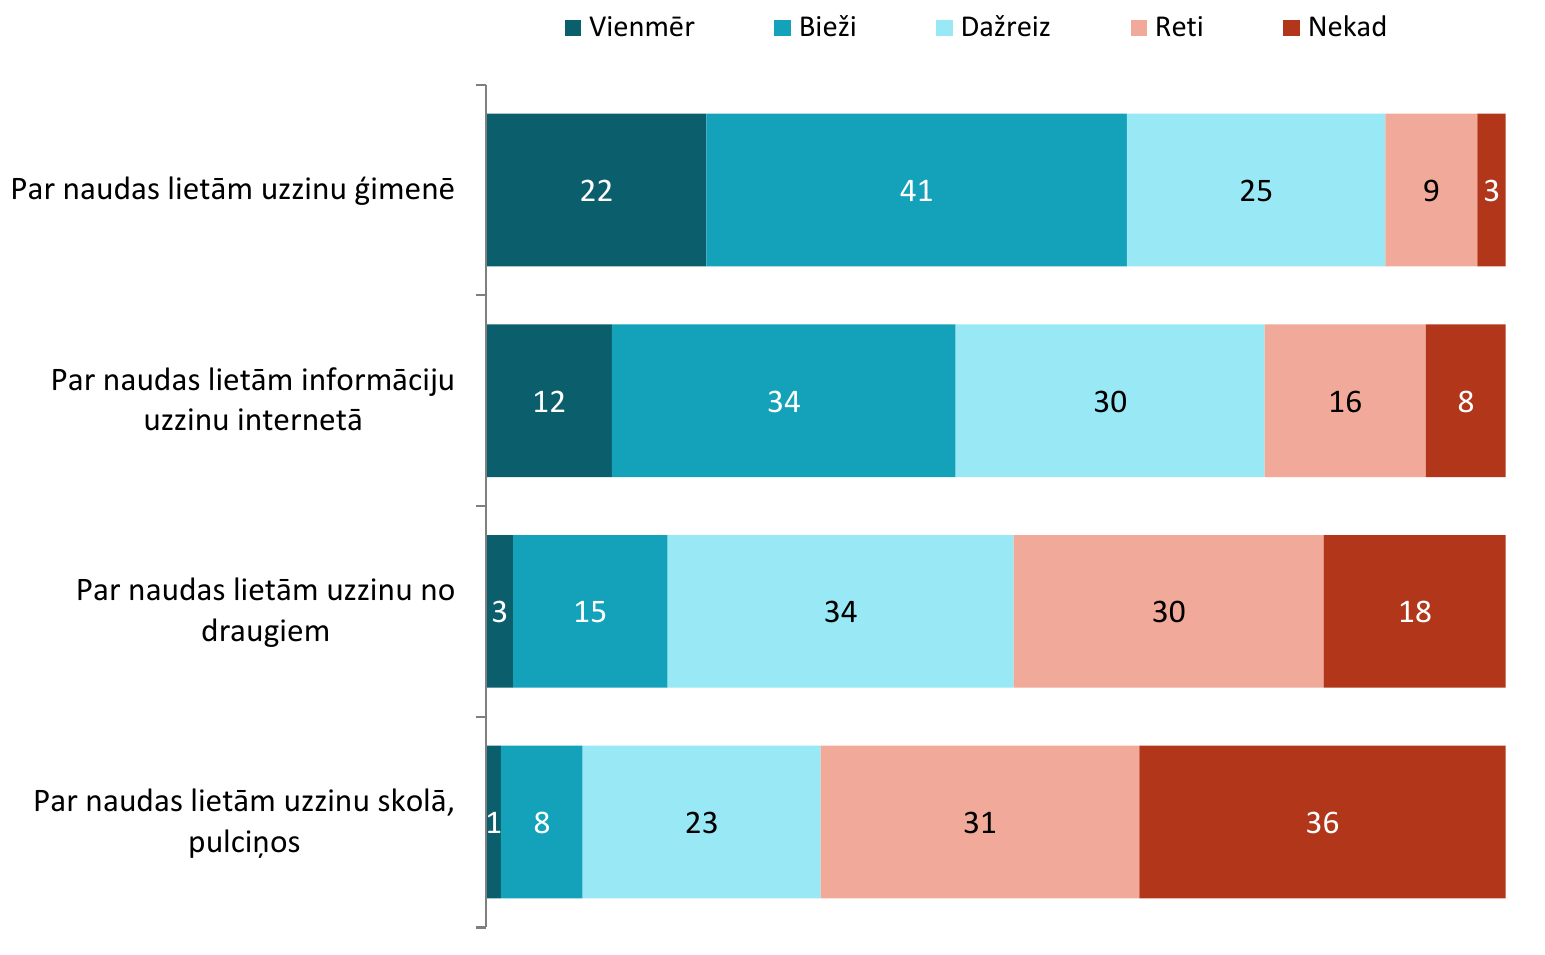 Vienmēr Bieži Dažreiz Reti Nekad
Par naudas lietām uzzinu ģimenē
22 41 25 9 3
Par naudas lietām informāciju
uzzinu internetā
12 34 30 16 8
Par naudas lietām uzzinu no
draugiem
3 15 34 30 18
Par naudas lietām uzzinu skolā,
pulciņos
1 8 23 31 36